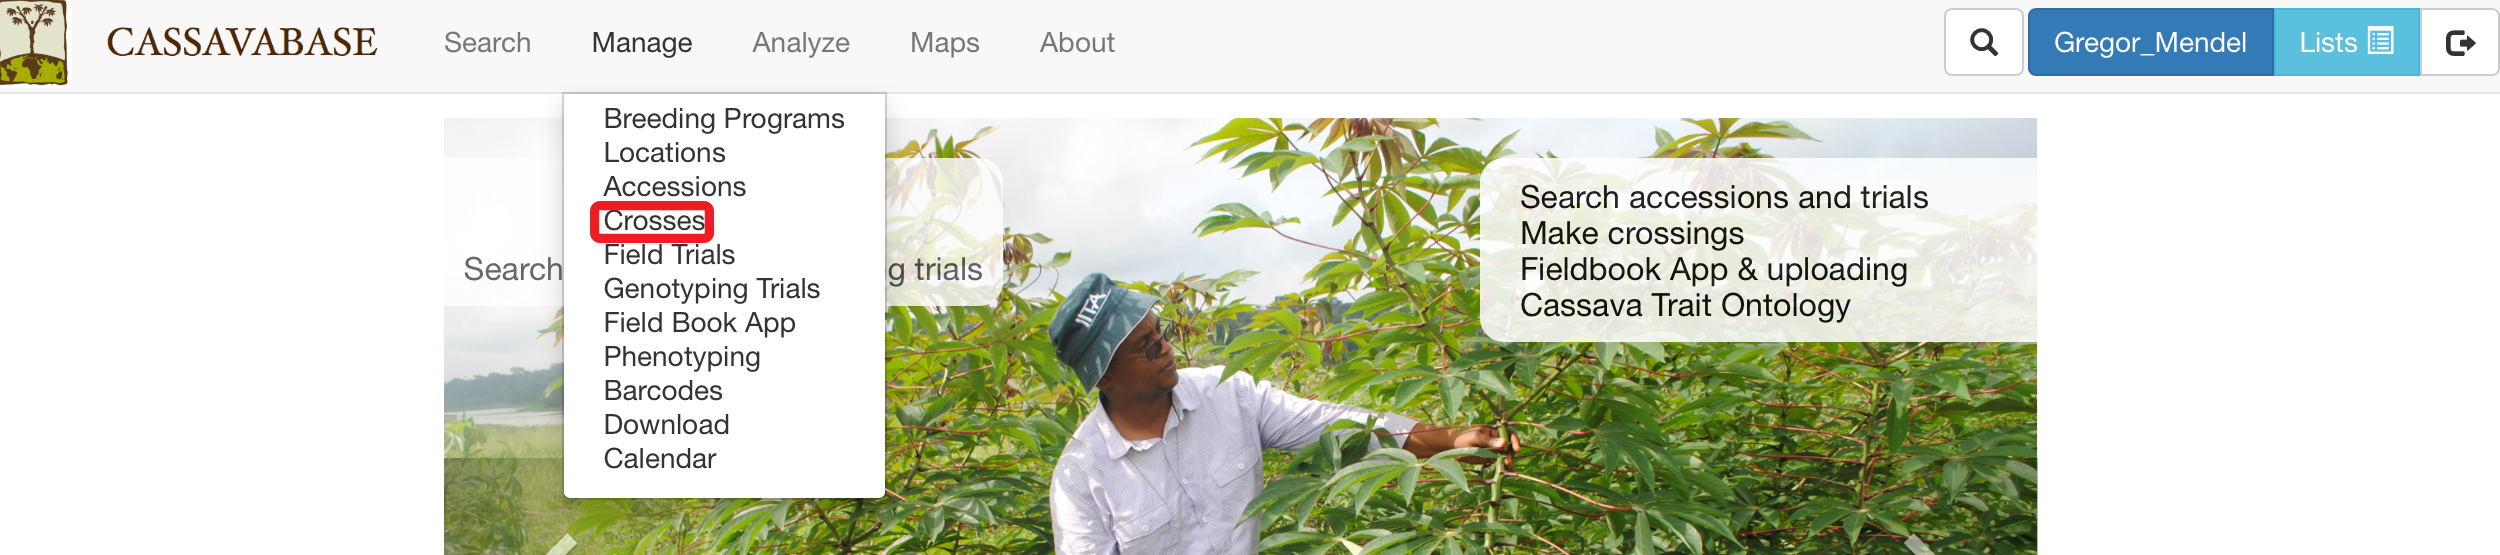 CASSAVABASE
Search
Manage
Analyze
Maps
About
Gregor_Mendel
Lists
Breeding Programs
Locations
Accessions
Crosses
Field Trials
Genotyping Trials
Field Book App
Phenotyping
Barcodes
Download
Calendar
Search
g trials
Search accessions and trials
Make crossings
Fieldbook App & uploading
Cassava Trait Ontology
IITA